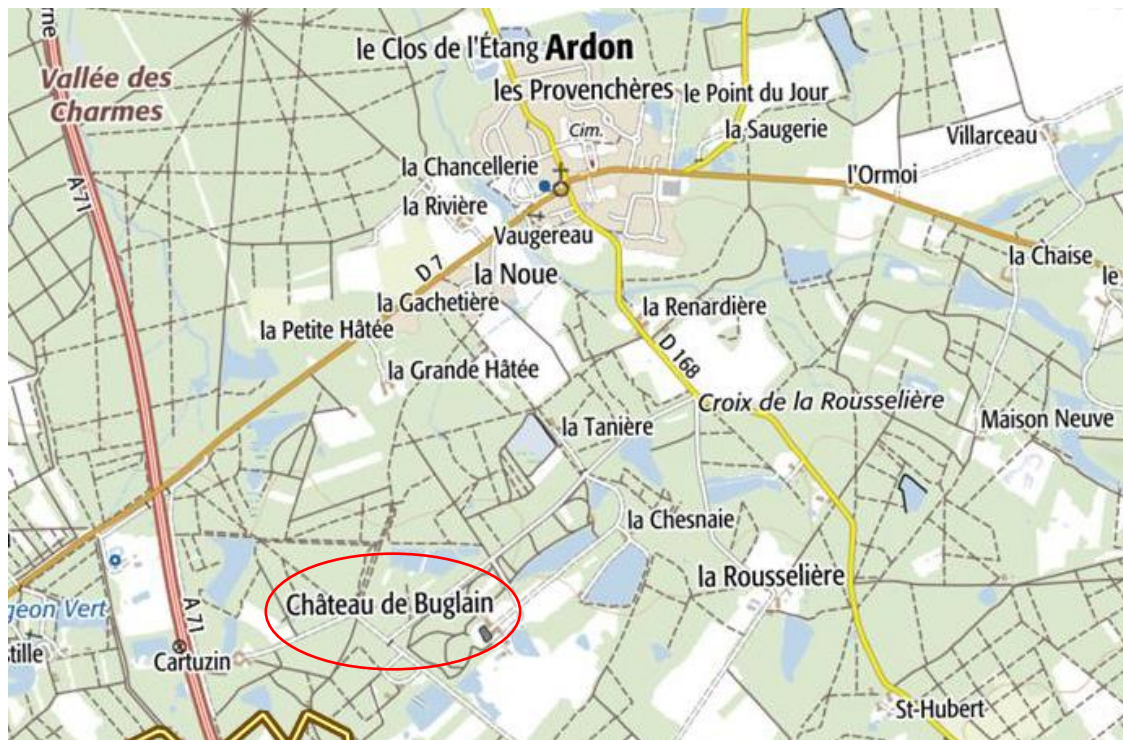 le Clos de l'Étang Ardon
Vallée des
Charmes
les Provenchères
le Point du Jour
Cim.
la Saugerie
Villarceau
la Chancellerie
l'Ormoi
A 71
la Rivière
Vaugereau
la Chaise
D 7
la Noue
le
la Gachetière
la Renardière
la Petite Hâtée
D 168
la Grande Hâtée
Croix de la Rousselière
Maison Neuve
la Tanière
la Chesnaie
la Rousselière
Château de Buglain
geon Vert
A 71
tille
Cartuzin
St-Hubert